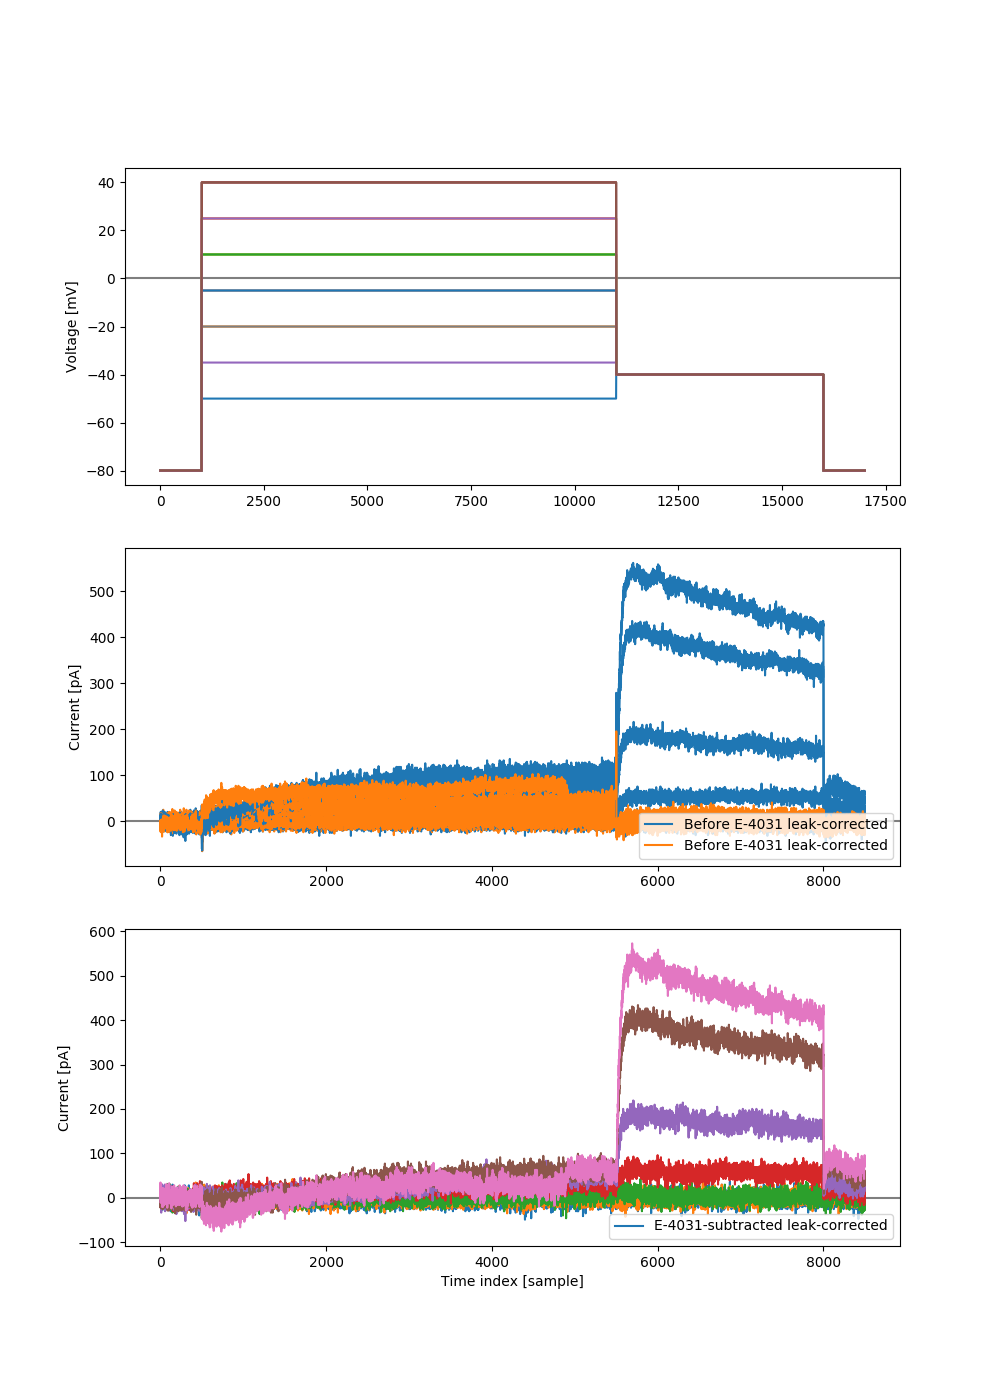 40
20
0
−20
−40
−60
−80
Voltage [mV]
0 2500 5000 7500 10000 12500 15000 17500
500
400
300
200
100
0
Current [pA]
Before E-4031 leak-corrected
Before E-4031 leak-corrected
0 2000 4000 6000 8000
600
500
400
300
200
100
0
−100
Current [pA]
E-4031-subtracted leak-corrected
0 2000 4000 6000 8000
Time index [sample]